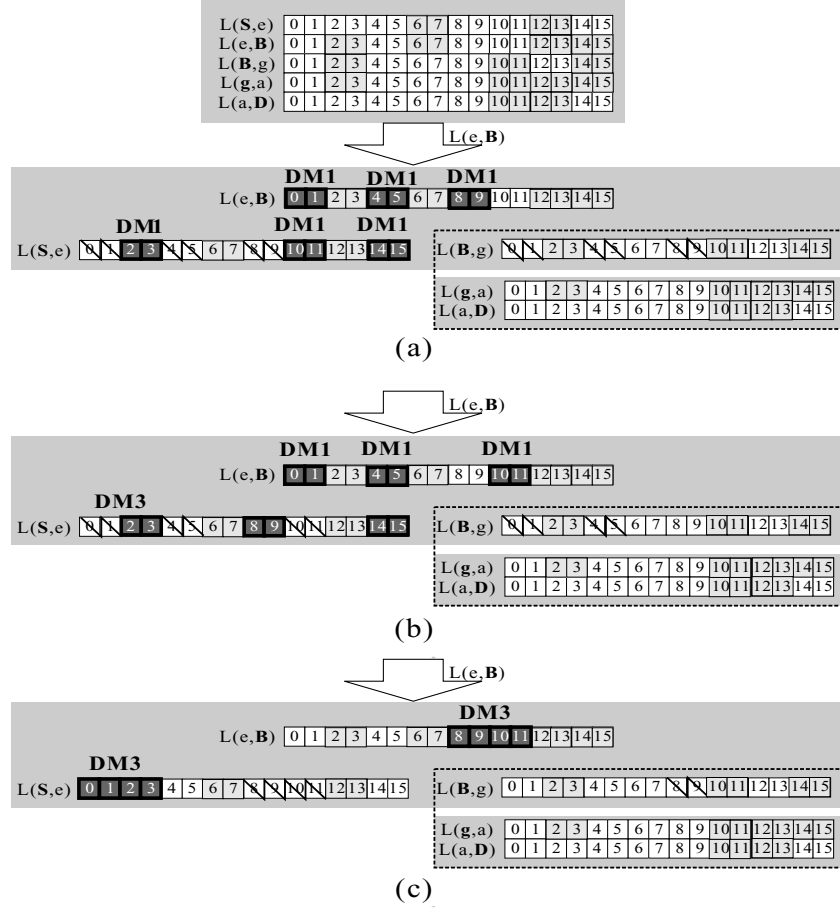 L(S,e) 0 1 2 3 4 5 6 7 8 9 10 11 12 13 14 15
L(e,B) 0 1 2 3 4 5 6 7 8 9 10 11 12 13 14 15
L(B,g) 0 1 2 3 4 5 6 7 8 9 10 11 12 13 14 15
L(g,a) 0 1 2 3 4 5 6 7 8 9 10 11 12 13 14 15
L(a,D) 0 1 2 3 4 5 6 7 8 9 10 11 12 13 14 15
L(e,B)
DM1 DM1 DM1
L(e,B) 0 1 2 3 4 5 6 7 8 9 10 11 12 13 14 15
DM1 DM1 DM1
L(S,e) 0 1 2 3 4 5 6 7 8 9 10 11 12 13 14 15 L(B,g) 0 1 2 3 4 5 6 7 8 9 10 11 12 13 14 15
L(g,a) 0 1 2 3 4 5 6 7 8 9 10 11 12 13 14 15
L(a,D) 0 1 2 3 4 5 6 7 8 9 10 11 12 13 14 15
(a)
L(e,B)
DM1 DM1 DM1
L(e,B) 0 1 2 3 4 5 6 7 8 9 10 11 12 13 14 15
DM3
L(S,e) 0 1 2 3 4 5 6 7 8 9 10 11 12 13 14 15 L(B,g) 0 1 2 3 4 5 6 7 8 9 10 11 12 13 14 15
L(g,a) 0 1 2 3 4 5 6 7 8 9 10 11 12 13 14 15
L(a,D) 0 1 2 3 4 5 6 7 8 9 10 11 12 13 14 15
(b)
L(e,B)
DM3
L(e,B) 0 1 2 3 4 5 6 7 8 9 10 11 12 13 14 15
DM3
L(S,e) 0 1 2 3 4 5 6 7 8 9 10 11 12 13 14 15 L(B,g) 0 1 2 3 4 5 6 7 8 9 10 11 12 13 14 15
L(g,a) 0 1 2 3 4 5 6 7 8 9 10 11 12 13 14 15
L(a,D) 0 1 2 3 4 5 6 7 8 9 10 11 12 13 14 15
(c)